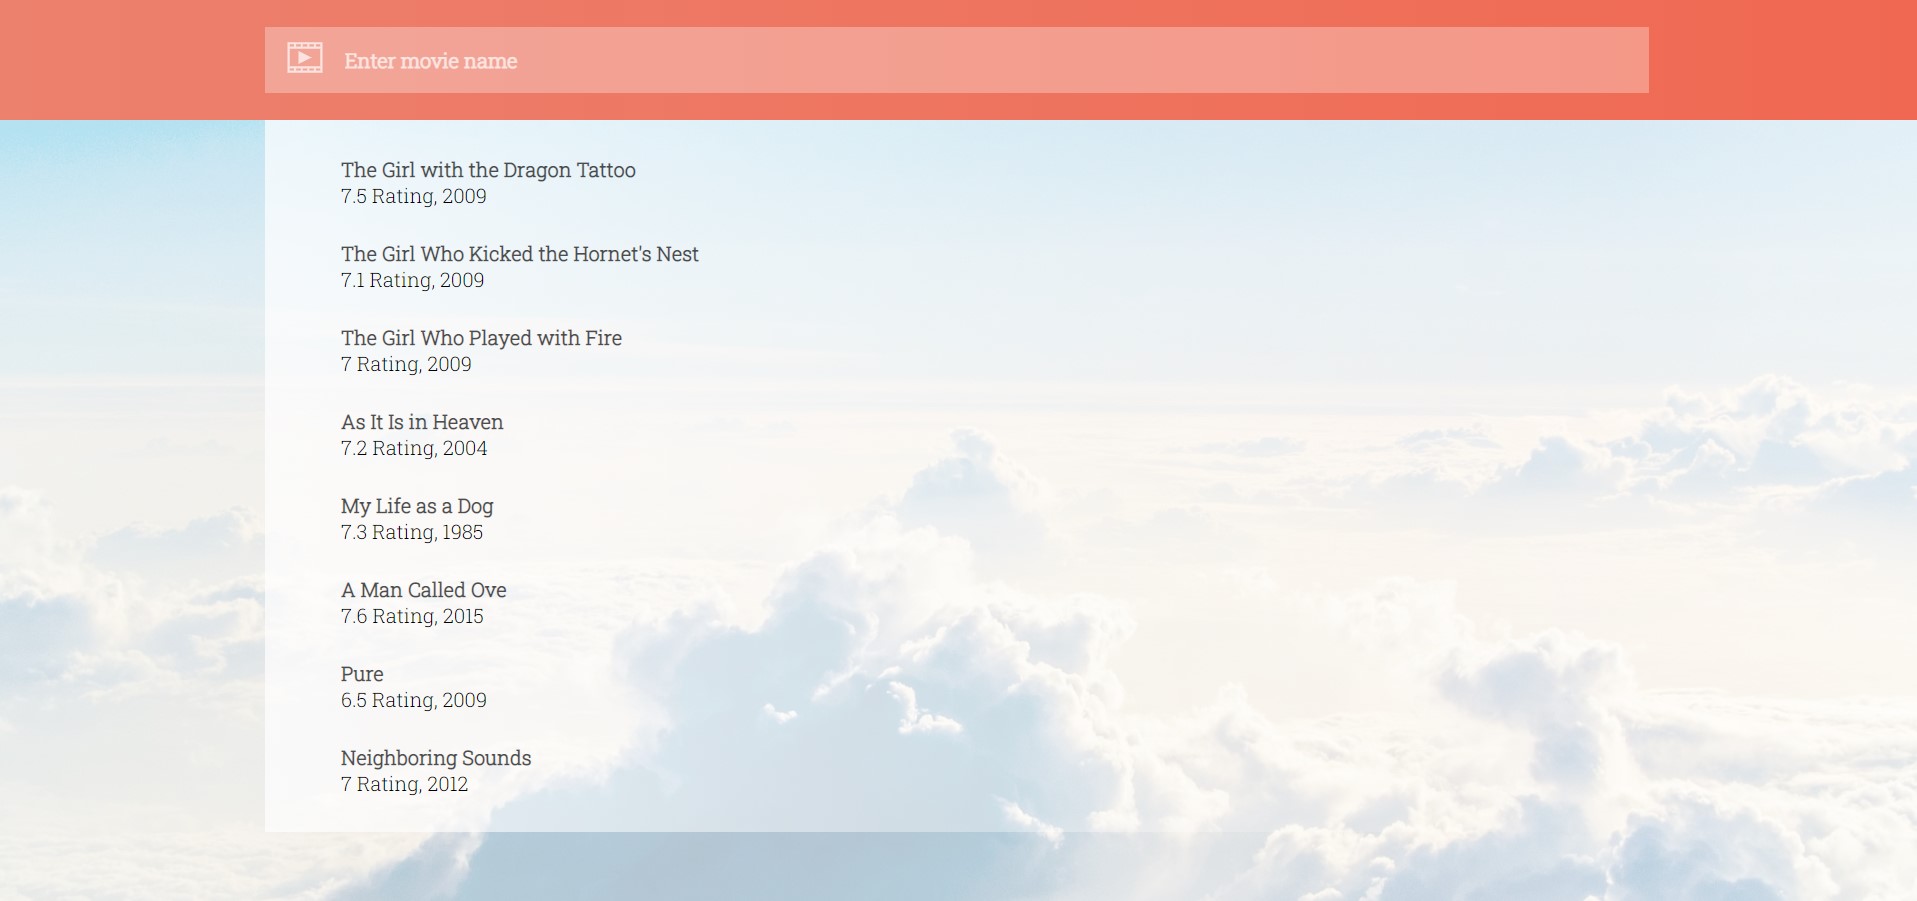 Enter movie name
The Girl with the Dragon Tattoo
7.5 Rating, 2009
The Girl Who Kicked the Hornet's Nest
7.1 Rating, 2009
The Girl Who Played with Fire
7 Rating, 2009
As It Is in Heaven
7.2 Rating, 2004
My Life as a Dog
7.3 Rating, 1985
A Man Called Ove
7.6 Rating, 2015
Pure
6.5 Rating, 2009
Neighboring Sounds
7 Rating, 2012